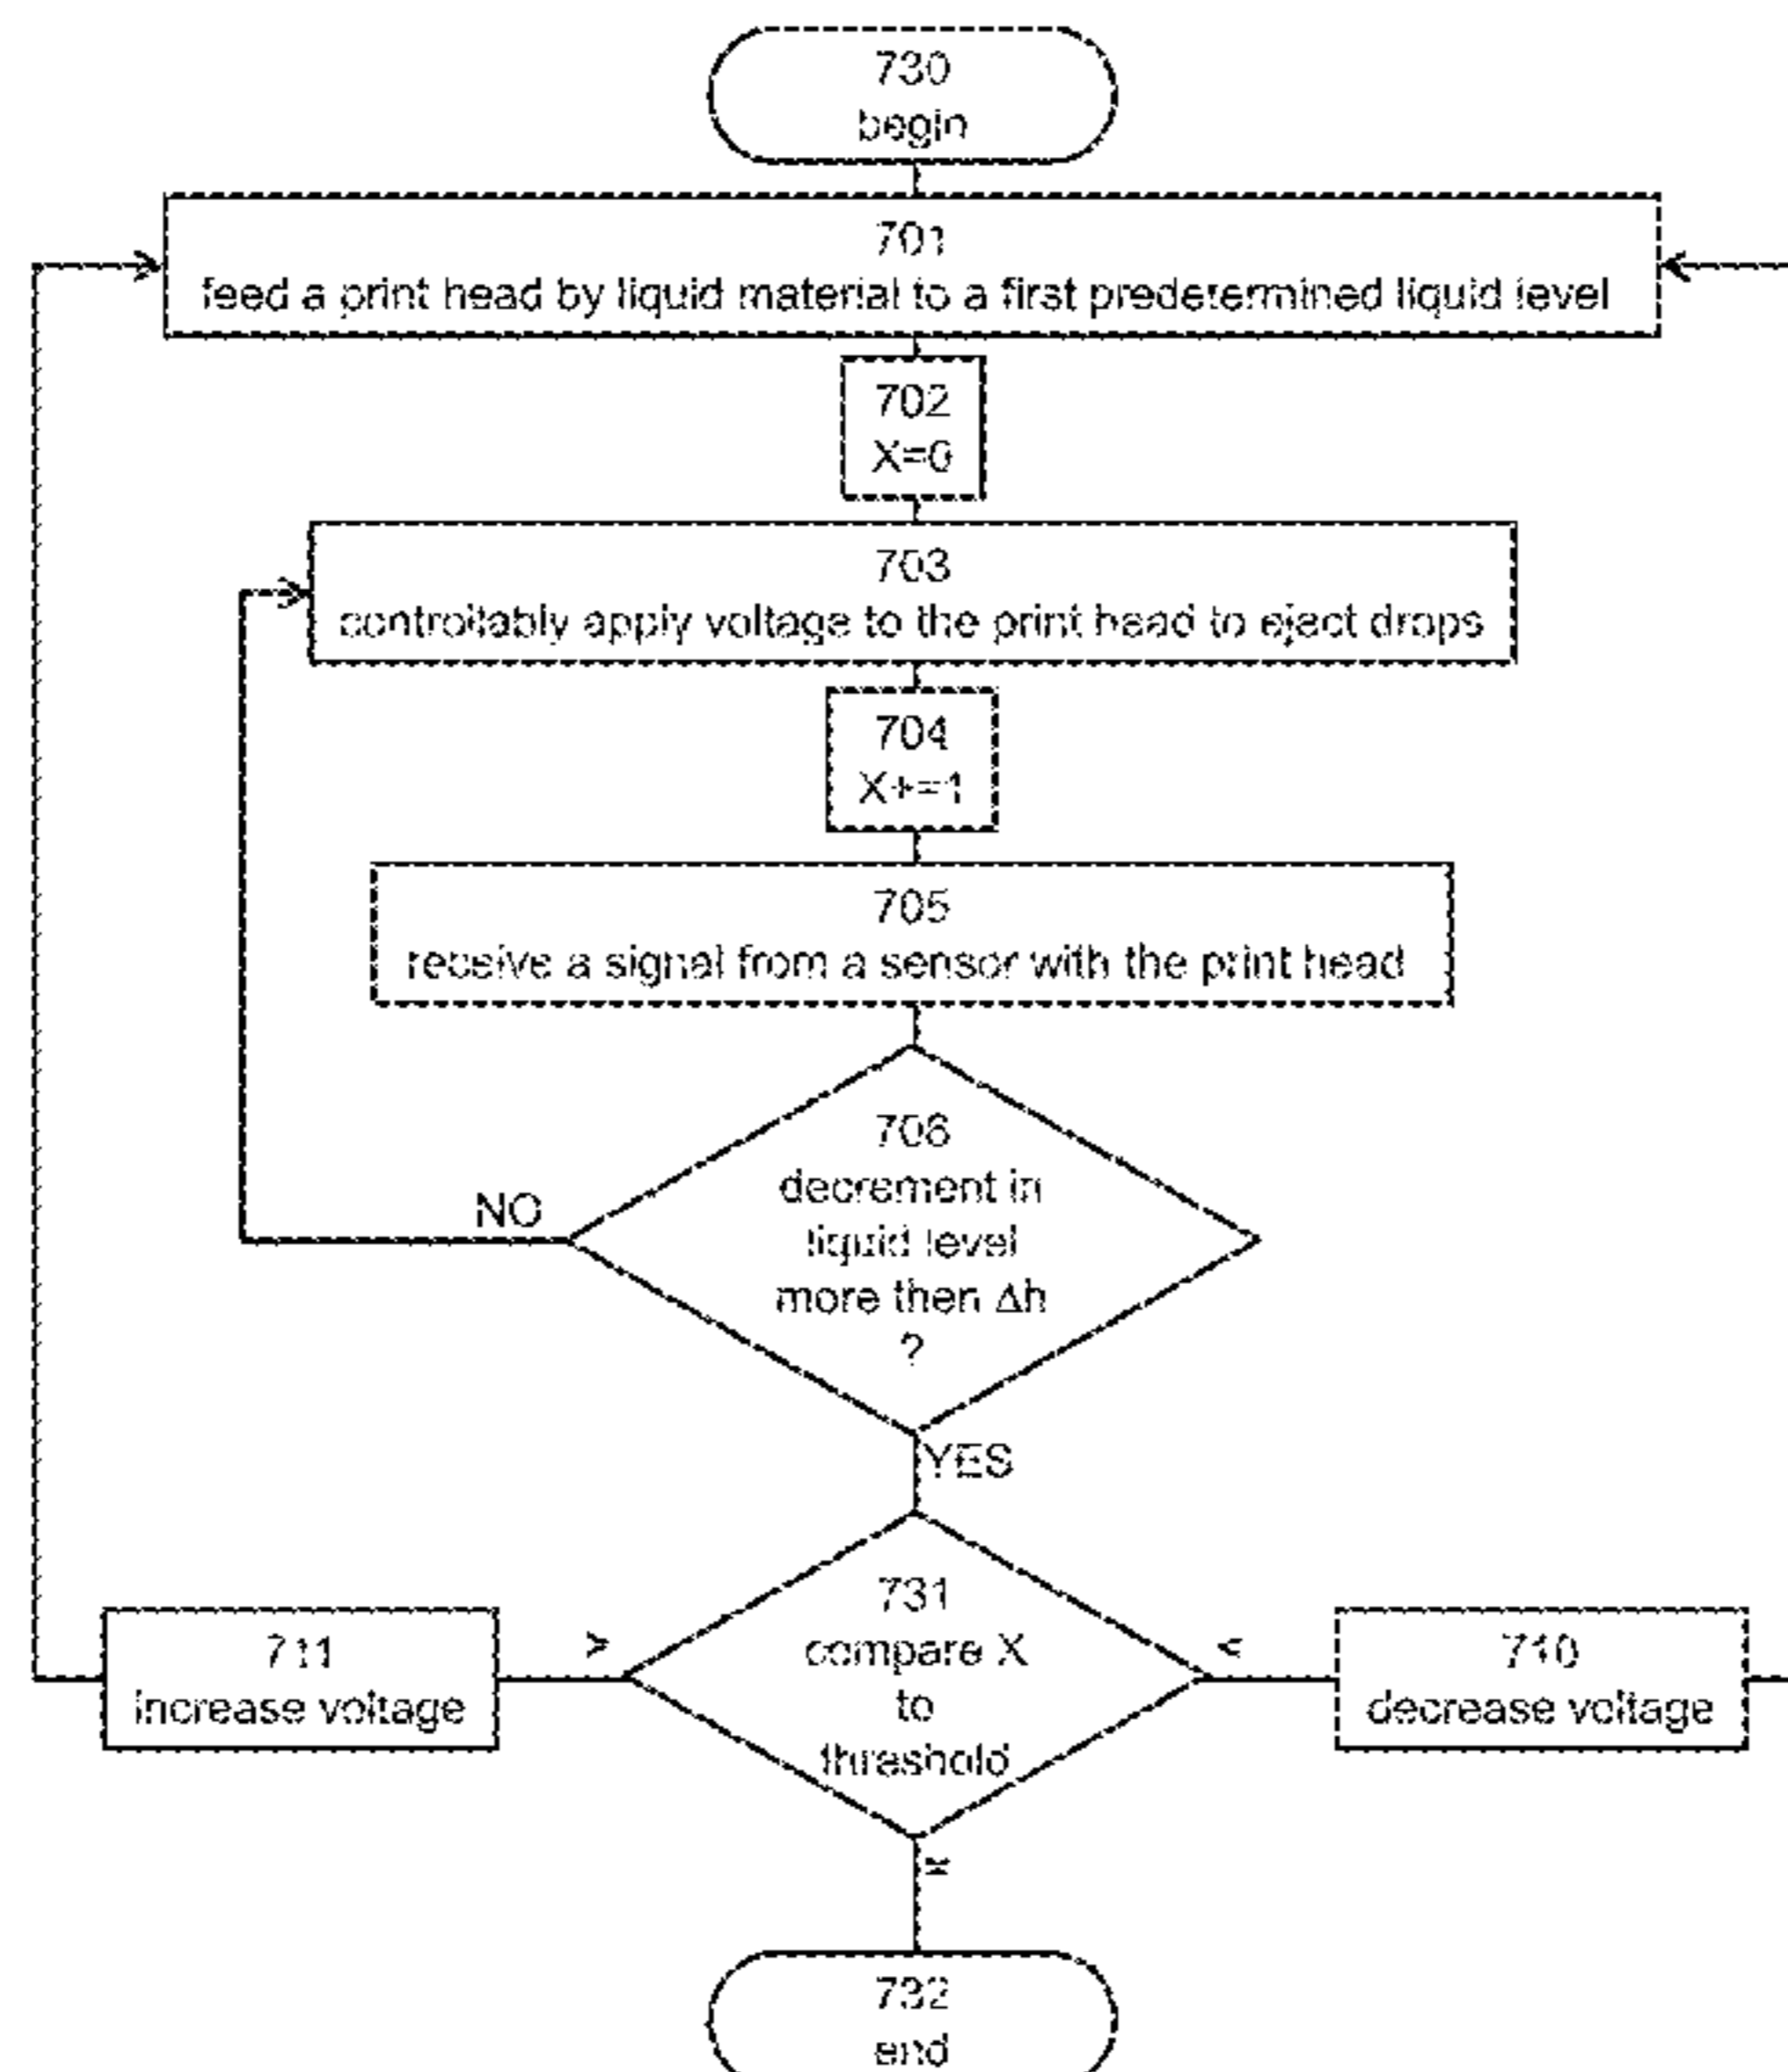 730
begin
701
feed a print head by liquid material to a first predetermined liquid level
702
X=0
703
controllably apply voltage to the print head to eject drops
704
X+=1
705
receive a signal from a sensor with the print head
706
decrement in
liquid level
more then Δh
?
NO
YES
731
compare X
to
threshold
>
<
=
711
increase voltage
710
decrease voltage
732
end